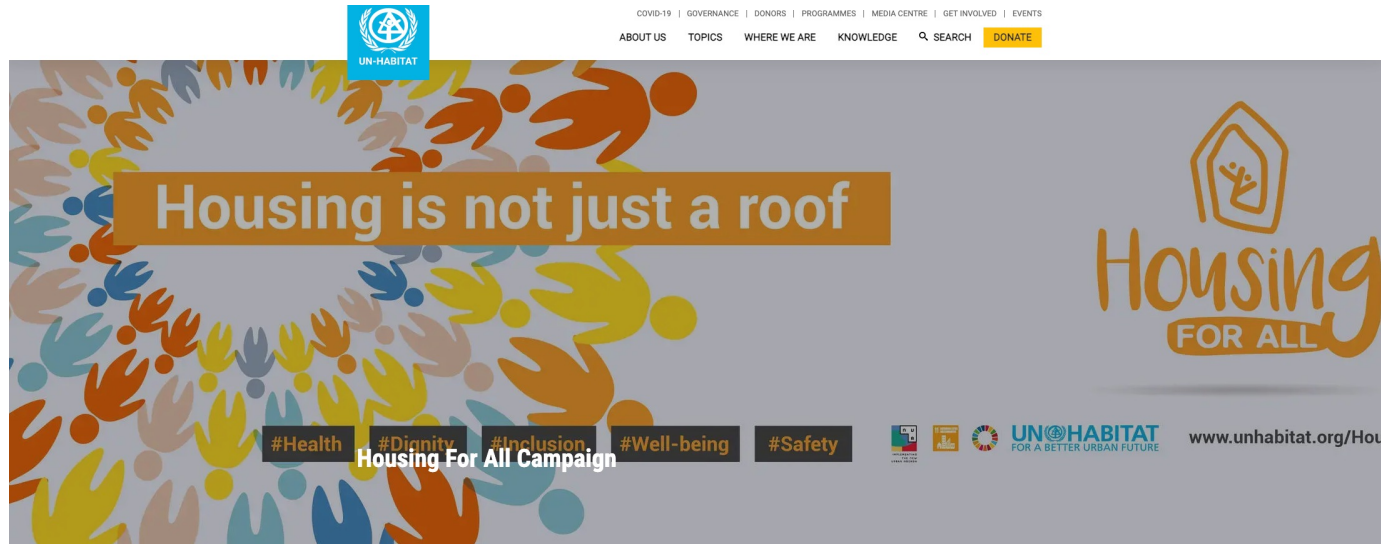 COVID-19 | GOVERNANCE | DONORS | PROGRAMMES | MEDIA CENTRE | GET INVOLVED | EVENTS
UN-HABITAT
ABOUT US TOPICS WHERE WE ARE KNOWLEDGE SEARCH DONATE
Housing is not just a roof
Housing
FOR ALL
#Health #Dignity #Inclusion #Well-being #Safety
UN HABITAT
FOR A BETTER URBAN FUTURE
www.unhabitat.org/Hou
Housing For All Campaign